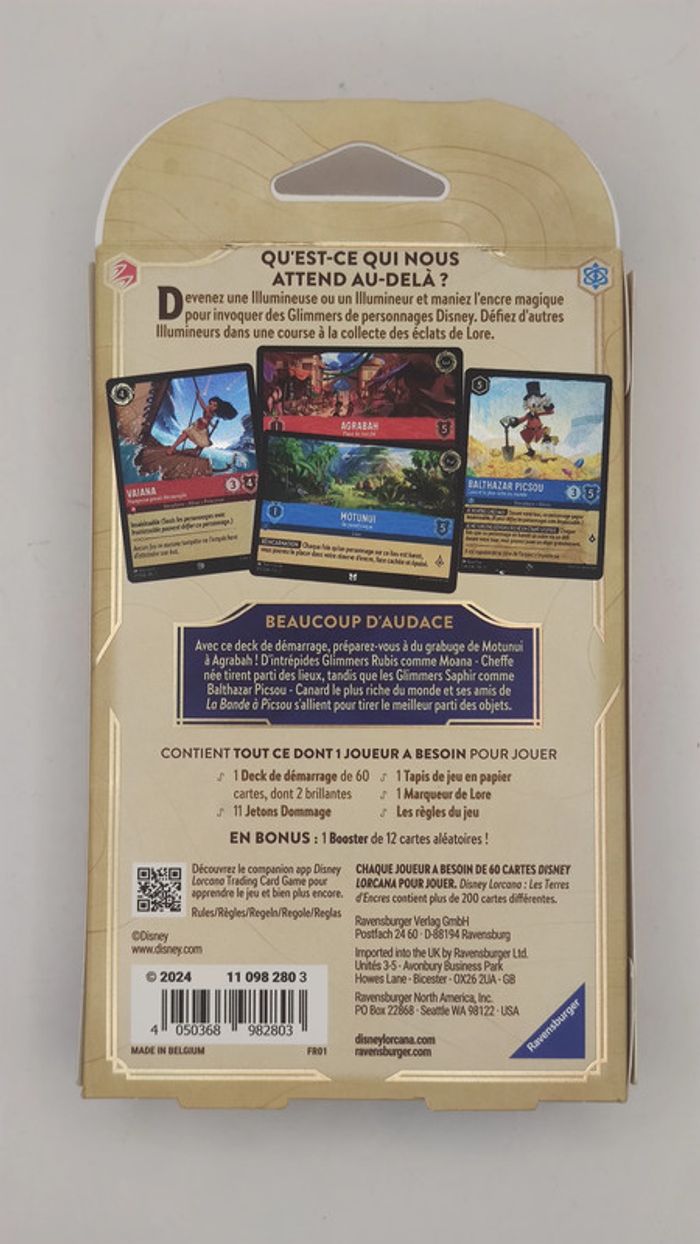 QU'EST-CE QUI NOUS
ATTEND AU-DELÀ ?
Devenez une Illumineuse ou un Illumineur et maniez l'encre magique
pour invoquer des Glimmers de personnages Disney. Défiez d'autres
Illumineurs dans une course à la collecte des éclats de Lore.
4
VAIANA
3
4
AGRABAH
5
1
MOTUNUI
5
5
BALTHAZAR PICSOU
3
5
BEAUCOUP D'AUDACE
Avec ce deck de démarrage, préparez-vous à du grabuge de Motunui
à Agrabah ! D'intrépides Glimmers Rubis comme Moana - Cheffe
née tirent parti des lieux, tandis que les Glimmers Saphir comme
Balthazar Picsou - Canard le plus riche du monde et ses amis de
La Bande à Picsou s'allient pour tirer le meilleur parti des objets.
CONTIENT TOUT CE DONT 1 JOUEUR A BESOIN POUR JOUER
1 Deck de démarrage de 60
cartes, dont 2 brillantes
11 Jetons Dommage
1 Tapis de jeu en papier
1 Marqueur de Lore
Les règles du jeu
EN BONUS : 1 Booster de 12 cartes aléatoires !
Découvrez le companion app Disney
Lorcana Trading Card Game pour
apprendre le jeu et bien plus encore.
Rules/Règles/Regeln/Regole/Reglas
©Disney
www.disney.com
© 2024 11 098 280 3
4 050368 982803
MADE IN BELGIUM FR01
CHAQUE JOUEUR A BESOIN DE 60 CARTES DISNEY
LORCANA POUR JOUER. Disney Lorcana : Les Terres
d'Encres contient plus de 200 cartes différentes.
Ravensburger Verlag GmbH
Postfach 24 60 · D-88194 Ravensburg
Imported into the UK by Ravensburger Ltd.
Unités 3-5 · Avonbury Business Park
Howes Lane · Bicester · OX26 2UA · GB
Ravensburger North America, Inc.
PO Box 22868 · Seattle WA 98122 · USA
disneylorcana.com
ravensburger.com
Ravensburger